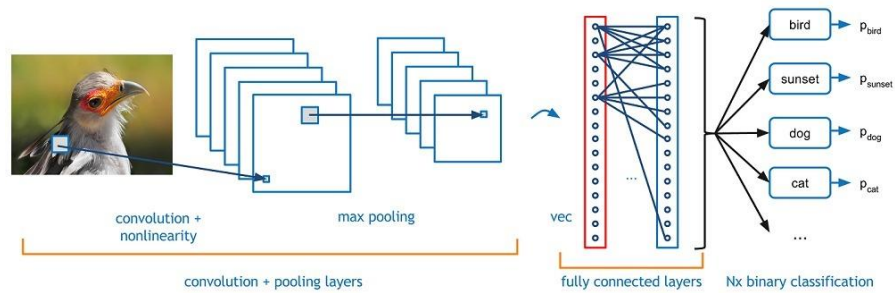 bird
p_bird
sunset
p_sunset
dog
p_dog
cat
p_cat
...
...
convolution +
nonlinearity
max pooling
vec
convolution + pooling layers
fully connected layers
Nx binary classification